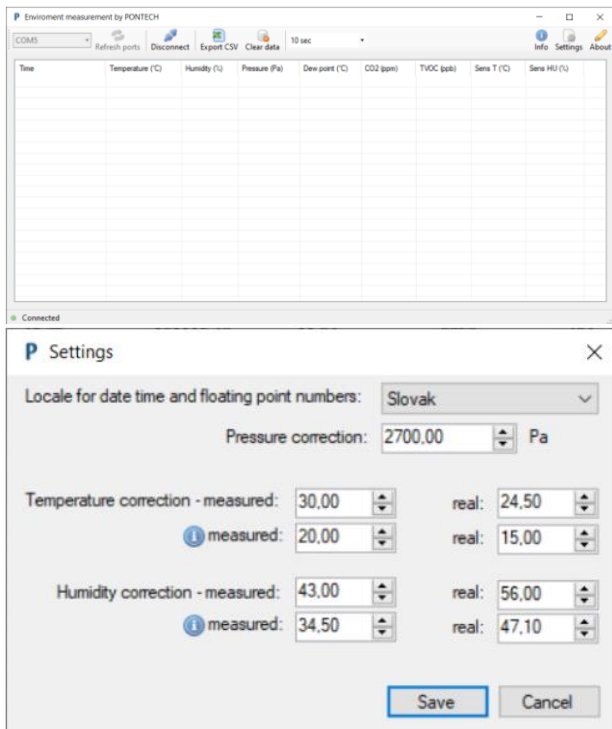 P Enviroment measurement by PONTECH
COM5 Refresh ports Disconnect Export CSV Clear data 10 sec Info Settings About
Time Temperature (°C) Humidity (%) Pressure (Pa) Dew point (°C) CO2 (ppm) TVOC (ppb) Sens T (°C) Sens HU (%)
Connected
P Settings
Locale for date time and floating point numbers: Slovak
Pressure correction: 2700,00 Pa
Temperature correction - measured: 30,00 real: 24,50
measured: 20,00 real: 15,00
Humidity correction - measured: 43,00 real: 56,00
measured: 34,50 real: 47,10
Save Cancel